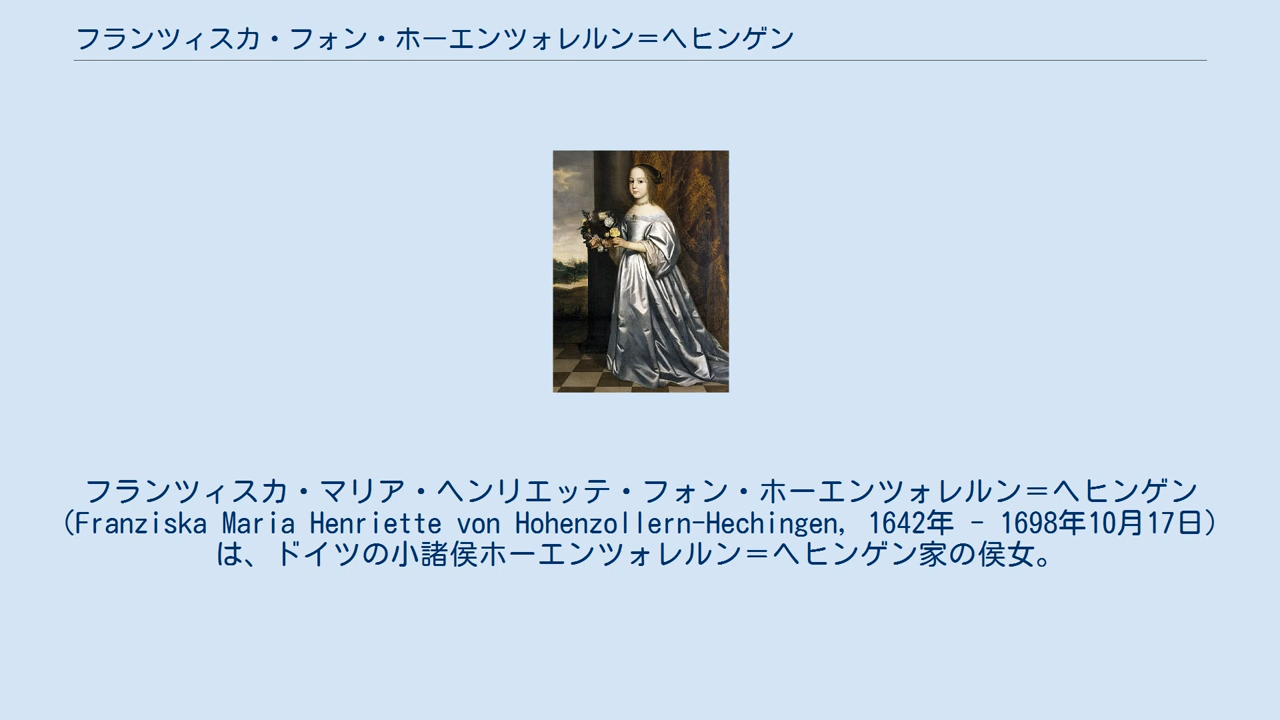 フランツィスカ・フォン・ホーエンツォレルン＝ヘヒンゲン
フランツィスカ・マリア・ヘンリエッテ・フォン・ホーエンツォレルン＝ヘヒンゲン
(Franziska Maria Henriette von Hohenzollern-Hechingen, 1642年 - 1698年10月17日)
は、ドイツの小諸侯ホーエンツォレルン＝ヘヒンゲン家の侯女。